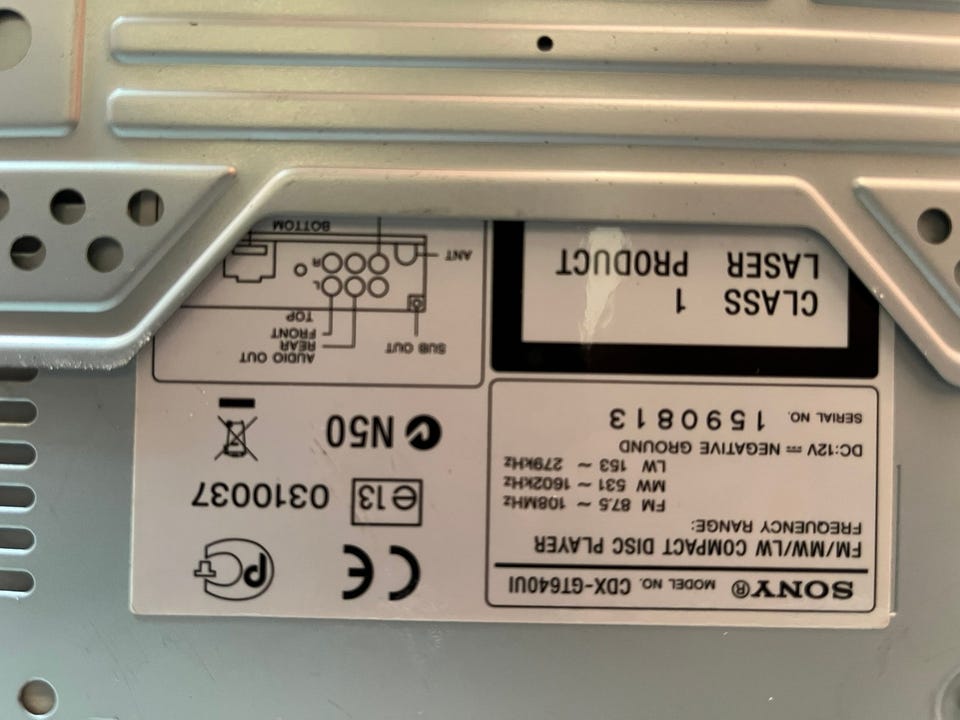 SONY® MODEL NO. CDX-GT640UI
FM/MW/LW COMPACT DISC PLAYER
FREQUENCY RANGE:
FM 87.5 ~ 108MHz
MW 531 ~ 1602kHz
LW 153 ~ 279kHz
DC:12V ⎓ NEGATIVE GROUND
SERIAL NO. 1590813
CLASS 1
LASER PRODUCT
CE
e13 0310037
N50
SUB OUT
AUDIO OUT
REAR
FRONT
TOP
L
R
ANT
BOTTOM